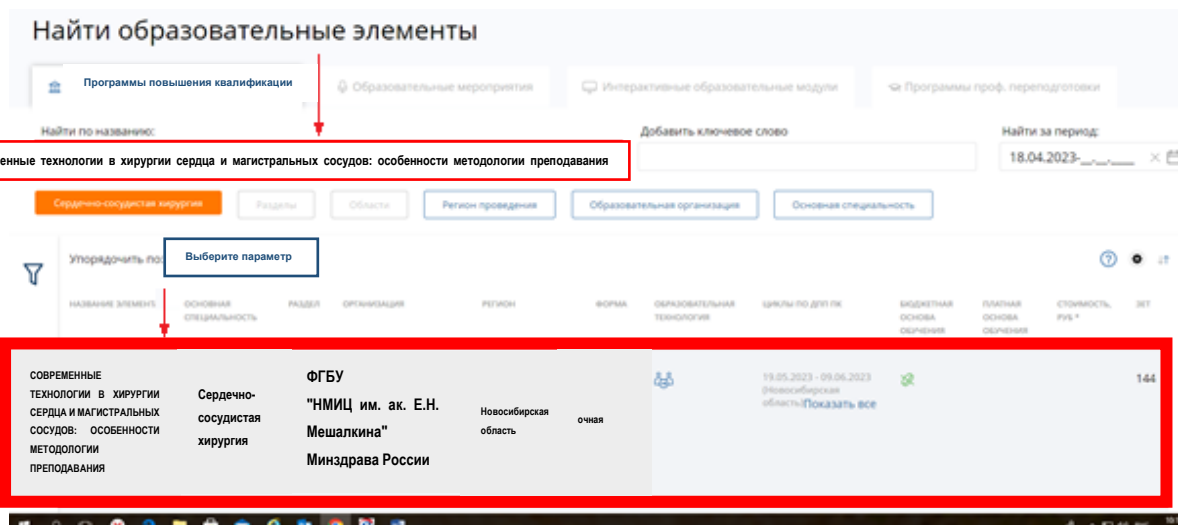 Найти образовательные элементы
Программы повышения квалификации
Образовательные мероприятия
Интерактивные образовательные модули
Программы проф. переподготовки
Найти по названию:
Добавить ключевое слово
Найти за период:
енные технологии в хирургии сердца и магистральных сосудов: особенности методологии преподавания
18.04.2023-__.__.____
Сердечно-сосудистая хирургия
Разделы
Области
Регион проведения
Образовательная организация
Основная специальность
Упорядочить по:
Выберите параметр
НАЗВАНИЕ ЭЛЕМЕНТ
ОСНОВНАЯ
СПЕЦИАЛЬНОСТЬ
РАЗДЕЛ
ОРГАНИЗАЦИЯ
РЕГИОН
ФОРМА
ОБРАЗОВАТЕЛЬНАЯ
ТЕХНОЛОГИЯ
ЦИКЛЫ ПО ДПП ПК
БЮДЖЕТНАЯ
ОСНОВА
ОБУЧЕНИЯ
ПЛАТНАЯ
ОСНОВА
ОБУЧЕНИЯ
СТОИМОСТЬ,
РУБ.*
ЗЕТ
СОВРЕМЕННЫЕ
ТЕХНОЛОГИИ В ХИРУРГИИ
СЕРДЦА И МАГИСТРАЛЬНЫХ
СОСУДОВ: ОСОБЕННОСТИ
МЕТОДОЛОГИИ
ПРЕПОДАВАНИЯ
Сердечно-
сосудистая
хирургия
ФГБУ
"НМИЦ им. ак. Е.Н.
Мешалкина"
Минздрава России
Новосибирская
область
очная
19.05.2023 - 09.06.2023
(Новосибирская
область)Показать все
144